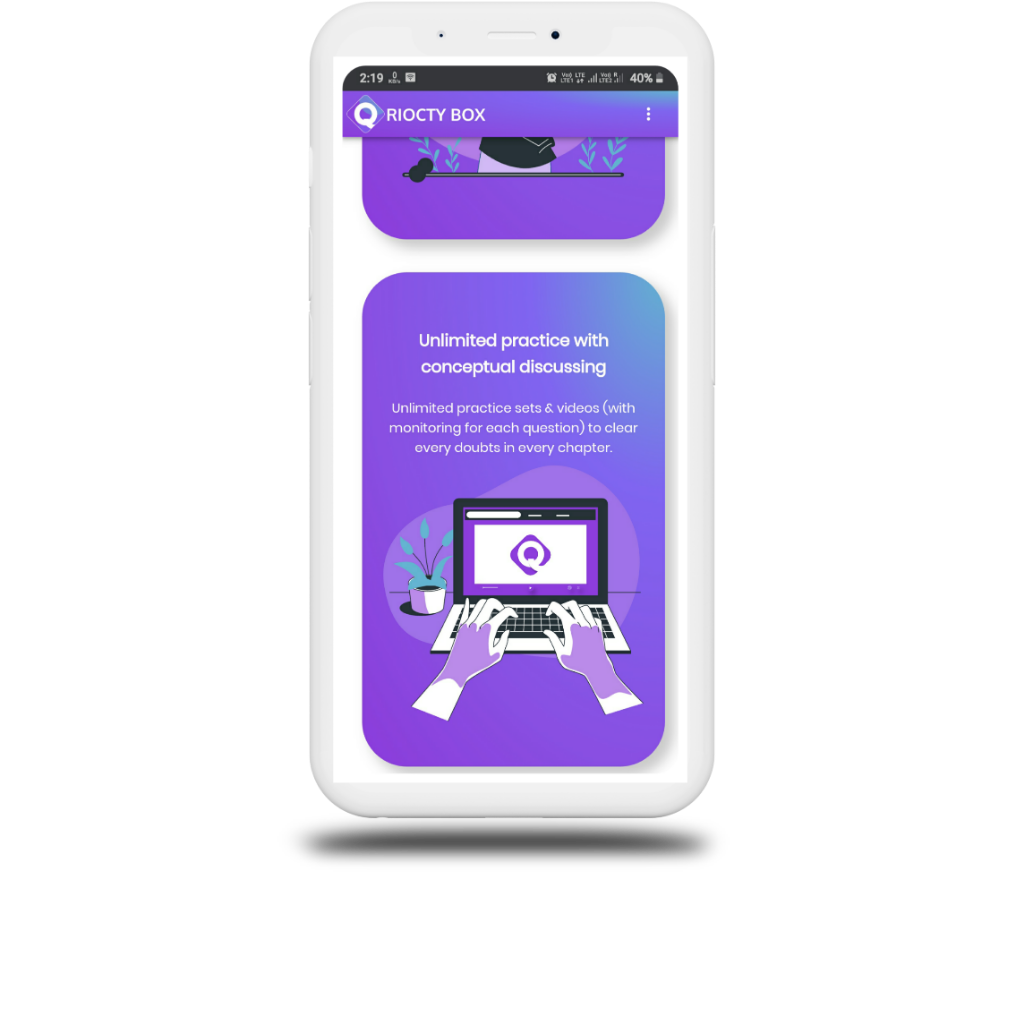 2:19 0 KB/s Vo)) LTE LTE1 Vo)) R LTE2 40%
Q RIOCTY BOX
Unlimited practice with
conceptual discussing
Unlimited practice sets & videos (with
monitoring for each question) to clear
every doubts in every chapter.
Q